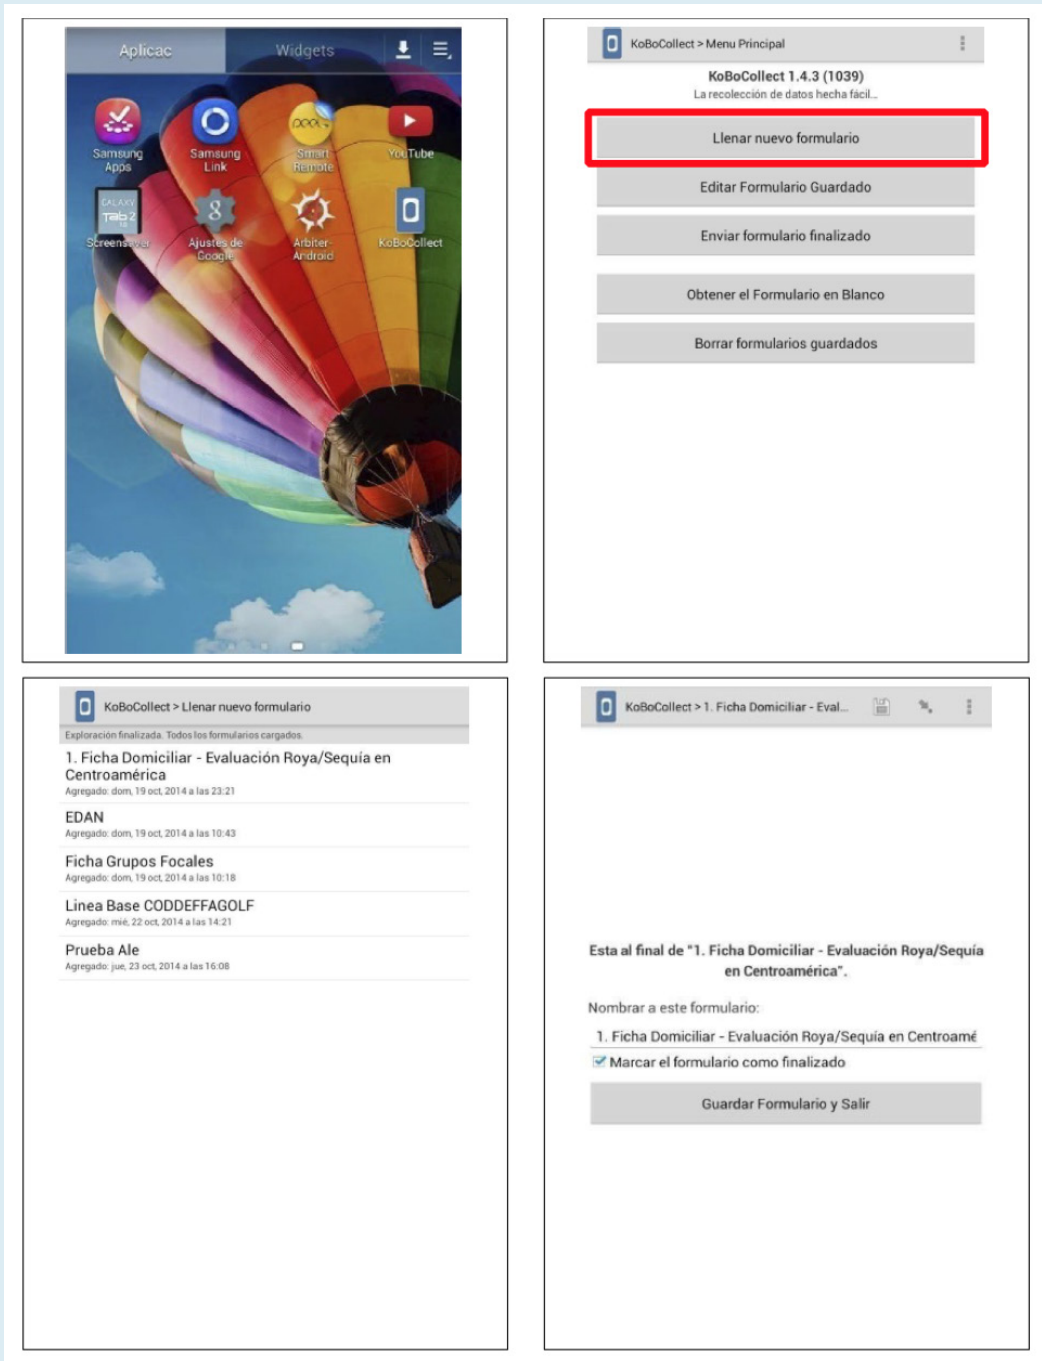 Aplicac
Widgets
Samsung
Apps
Samsung
Link
Smart
Remote
YouTube
GALAXY
Tab 2
Screensaver
8
Ajustes de
Google
Arbiter-
Android
KoBoCollect
KoBoCollect > Menu Principal
KoBoCollect 1.4.3 (1039)
La recolección de datos hecha fácil...
Llenar nuevo formulario
Editar Formulario Guardado
Enviar formulario finalizado
Obtener el Formulario en Blanco
Borrar formularios guardados
KoBoCollect > Llenar nuevo formulario
Exploración finalizada. Todos los formularios cargados.
1. Ficha Domiciliar - Evaluación Roya/Sequía en
Centroamérica
Agregado: dom, 19 oct, 2014 a las 23:21
EDAN
Agregado: dom, 19 oct, 2014 a las 10:43
Ficha Grupos Focales
Agregado: dom, 19 oct, 2014 a las 10:18
Linea Base CODDEFFAGOLF
Agregado: mié, 22 oct, 2014 a las 14:21
Prueba Ale
Agregado: jue, 23 oct, 2014 a las 16:08
KoBoCollect > 1. Ficha Domiciliar - Eval...
Esta al final de "1. Ficha Domiciliar - Evaluación Roya/Sequía
en Centroamérica".
Nombrar a este formulario:
1. Ficha Domiciliar - Evaluación Roya/Sequía en Centroamé
Marcar el formulario como finalizado
Guardar Formulario y Salir